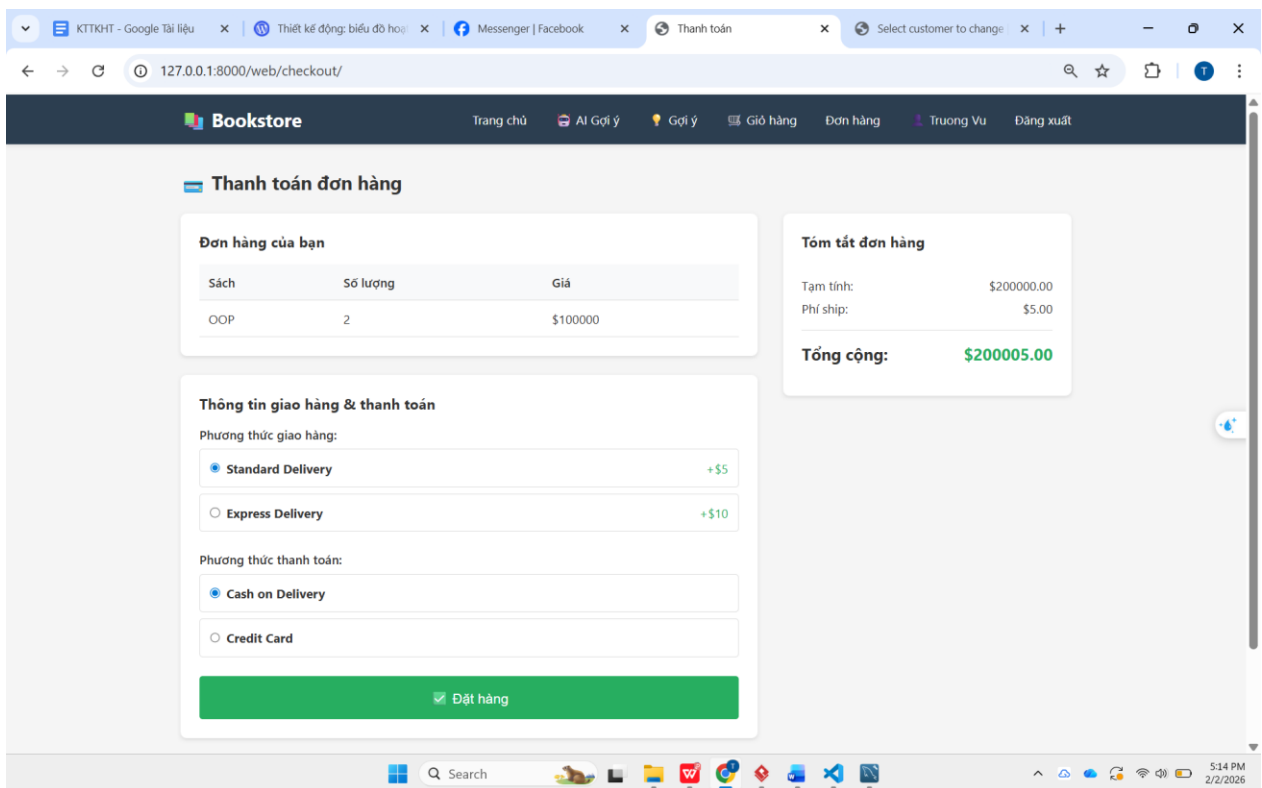 KTTKHT - Google Tài liệu
Thiết kế động: biểu đồ hoạt
Messenger | Facebook
Thanh toán
Select customer to change
127.0.0.1:8000/web/checkout/
T
Bookstore
Trang chủ
AI Gợi ý
Gợi ý
Giỏ hàng
Đơn hàng
Truong Vu
Đăng xuất
Thanh toán đơn hàng
Đơn hàng của bạn
Sách Số lượng Giá
OOP 2 $100000
Tóm tắt đơn hàng
Tạm tính: $200000.00
Phí ship: $5.00
Tổng cộng: $200005.00
Thông tin giao hàng & thanh toán
Phương thức giao hàng:
Standard Delivery +$5
Express Delivery +$10
Phương thức thanh toán:
Cash on Delivery
Credit Card
Đặt hàng
Search
5:14 PM
2/2/2026